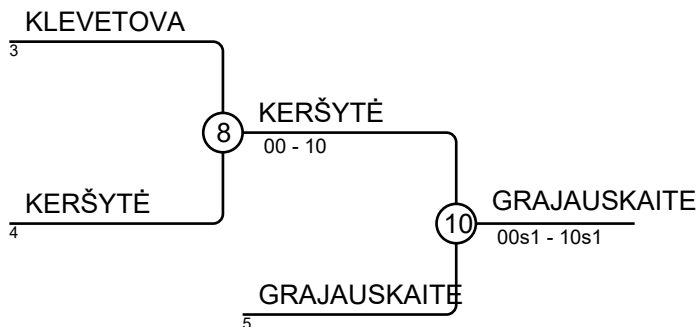 KLEVETOVA
3
8
KERŠYTĖ
00 - 10
KERŠYTĖ
4
10
GRAJAUSKAITE
00s1 - 10s1
GRAJAUSKAITE
5